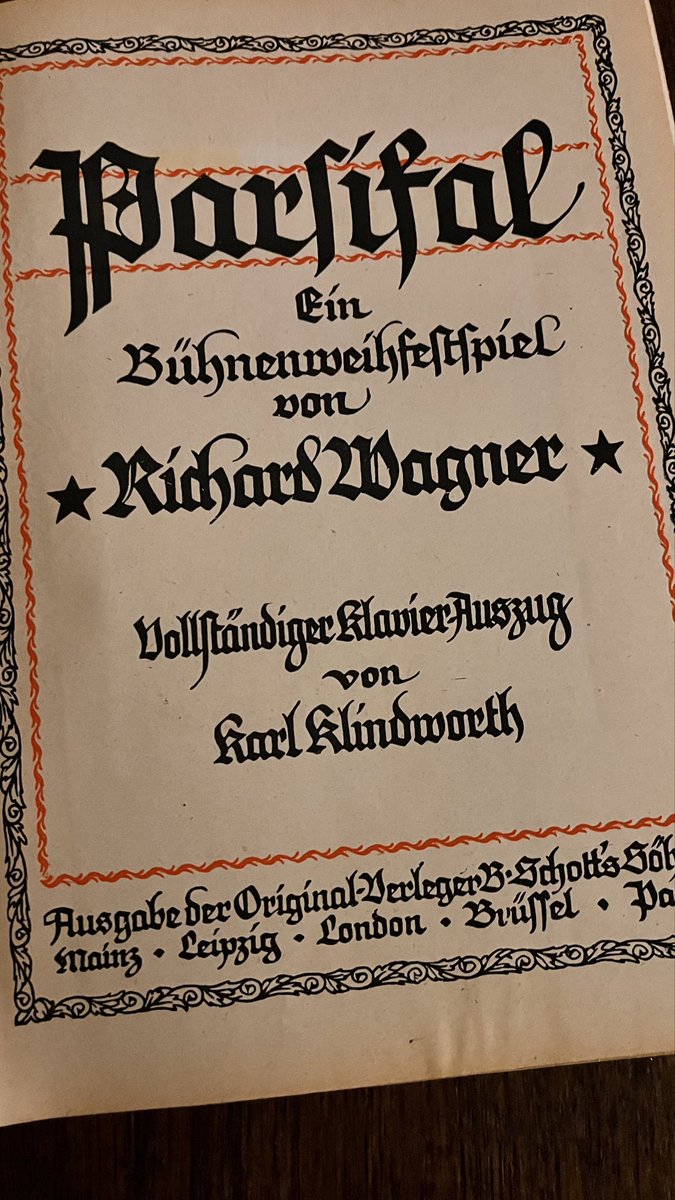 Parsifal
Ein
Bühnenweihfestspiel
von
★ Richard Wagner ★
Vollständiger Klavier-Auszug
von
Karl Klindworth
Ausgabe der Original-Verleger B. Schott's
Mainz • Leipzig • London • Brüssel •